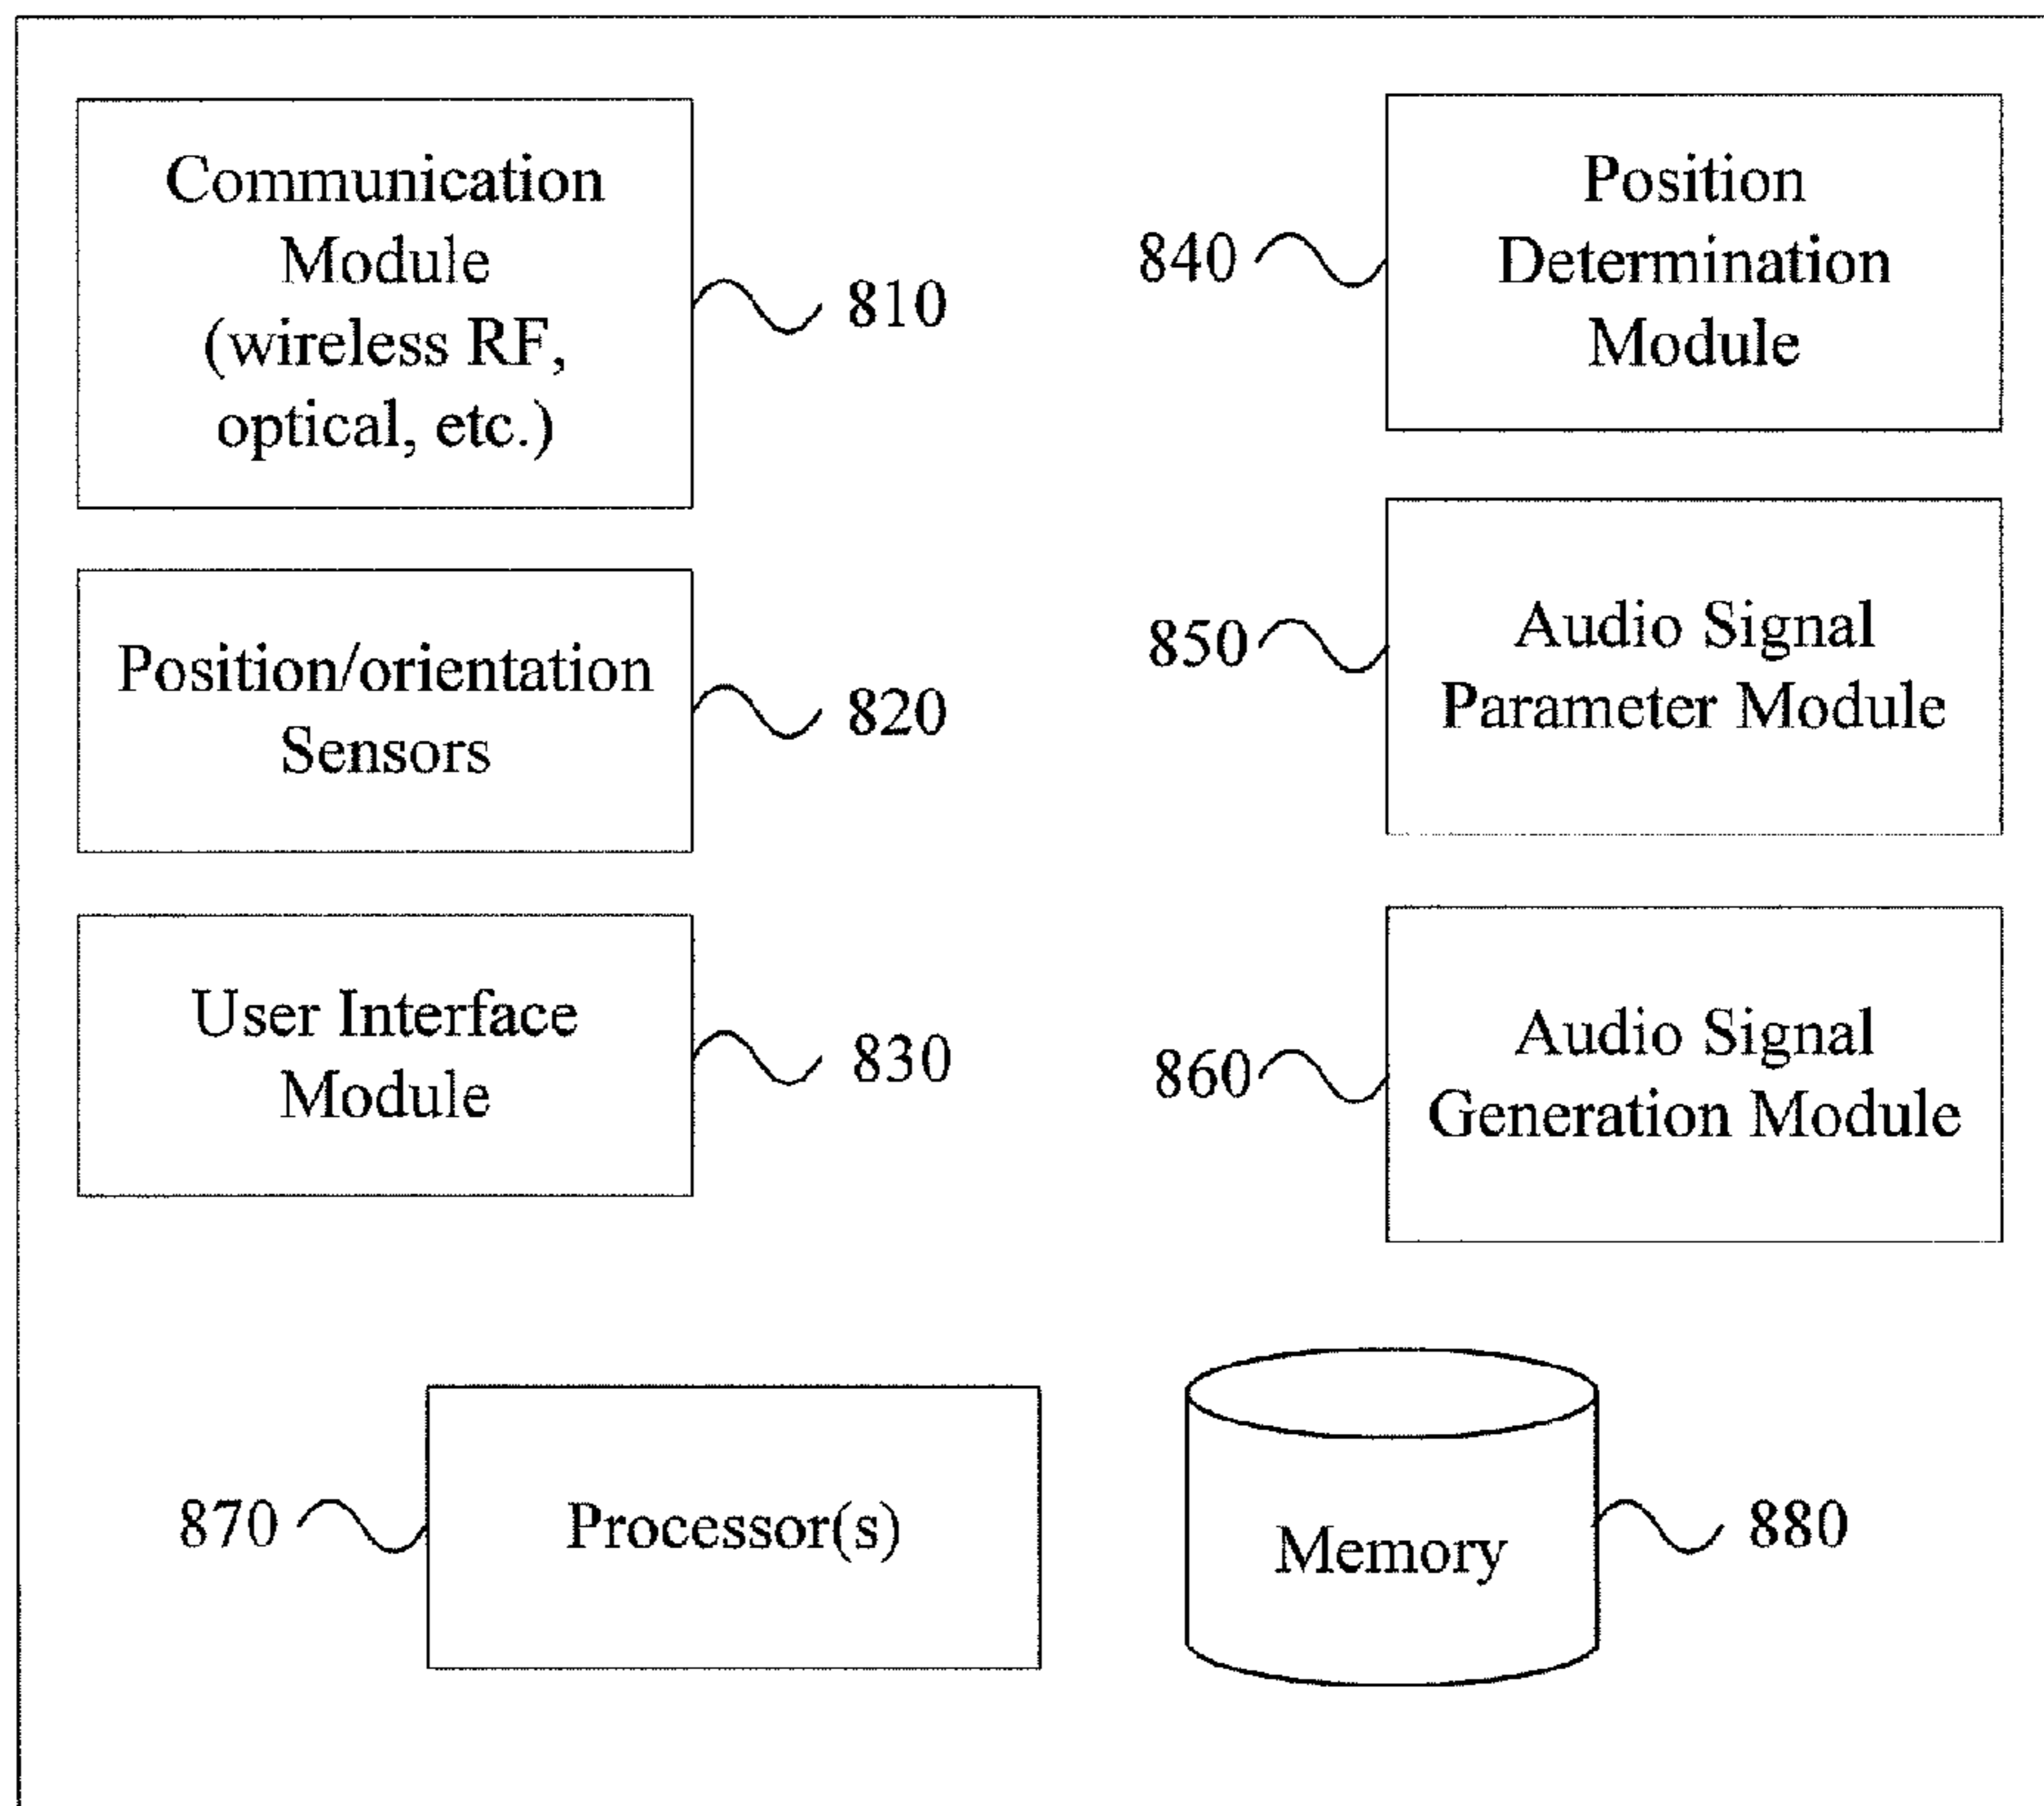 Communication
Module
(wireless RF,
optical, etc.)
810
Position/orientation
Sensors
820
User Interface
Module
830
840
Position
Determination
Module
850
Audio Signal
Parameter Module
860
Audio Signal
Generation Module
870
Processor(s)
Memory
880